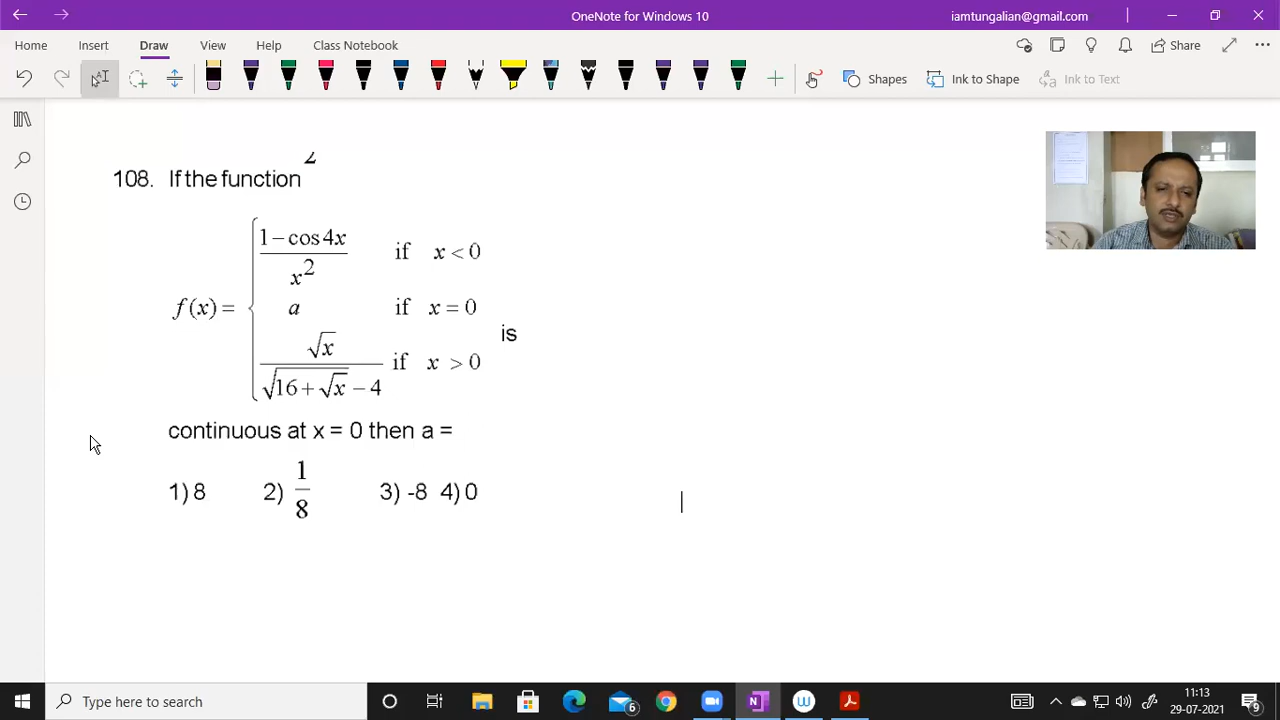 OneNote for Windows 10
iamtungalian@gmail.com
Home Insert Draw View Help Class Notebook
Share
Shapes Ink to Shape Ink to Text
2
108. If the function
f(x) = { (1 − cos 4x) / x² if x < 0
a if x = 0
√x / (√(16 + √x) − 4) if x > 0 is
continuous at x = 0 then a =
1) 8 2) 1/8 3) -8 4) 0
Type here to search
6
11:13
29-07-2021
9